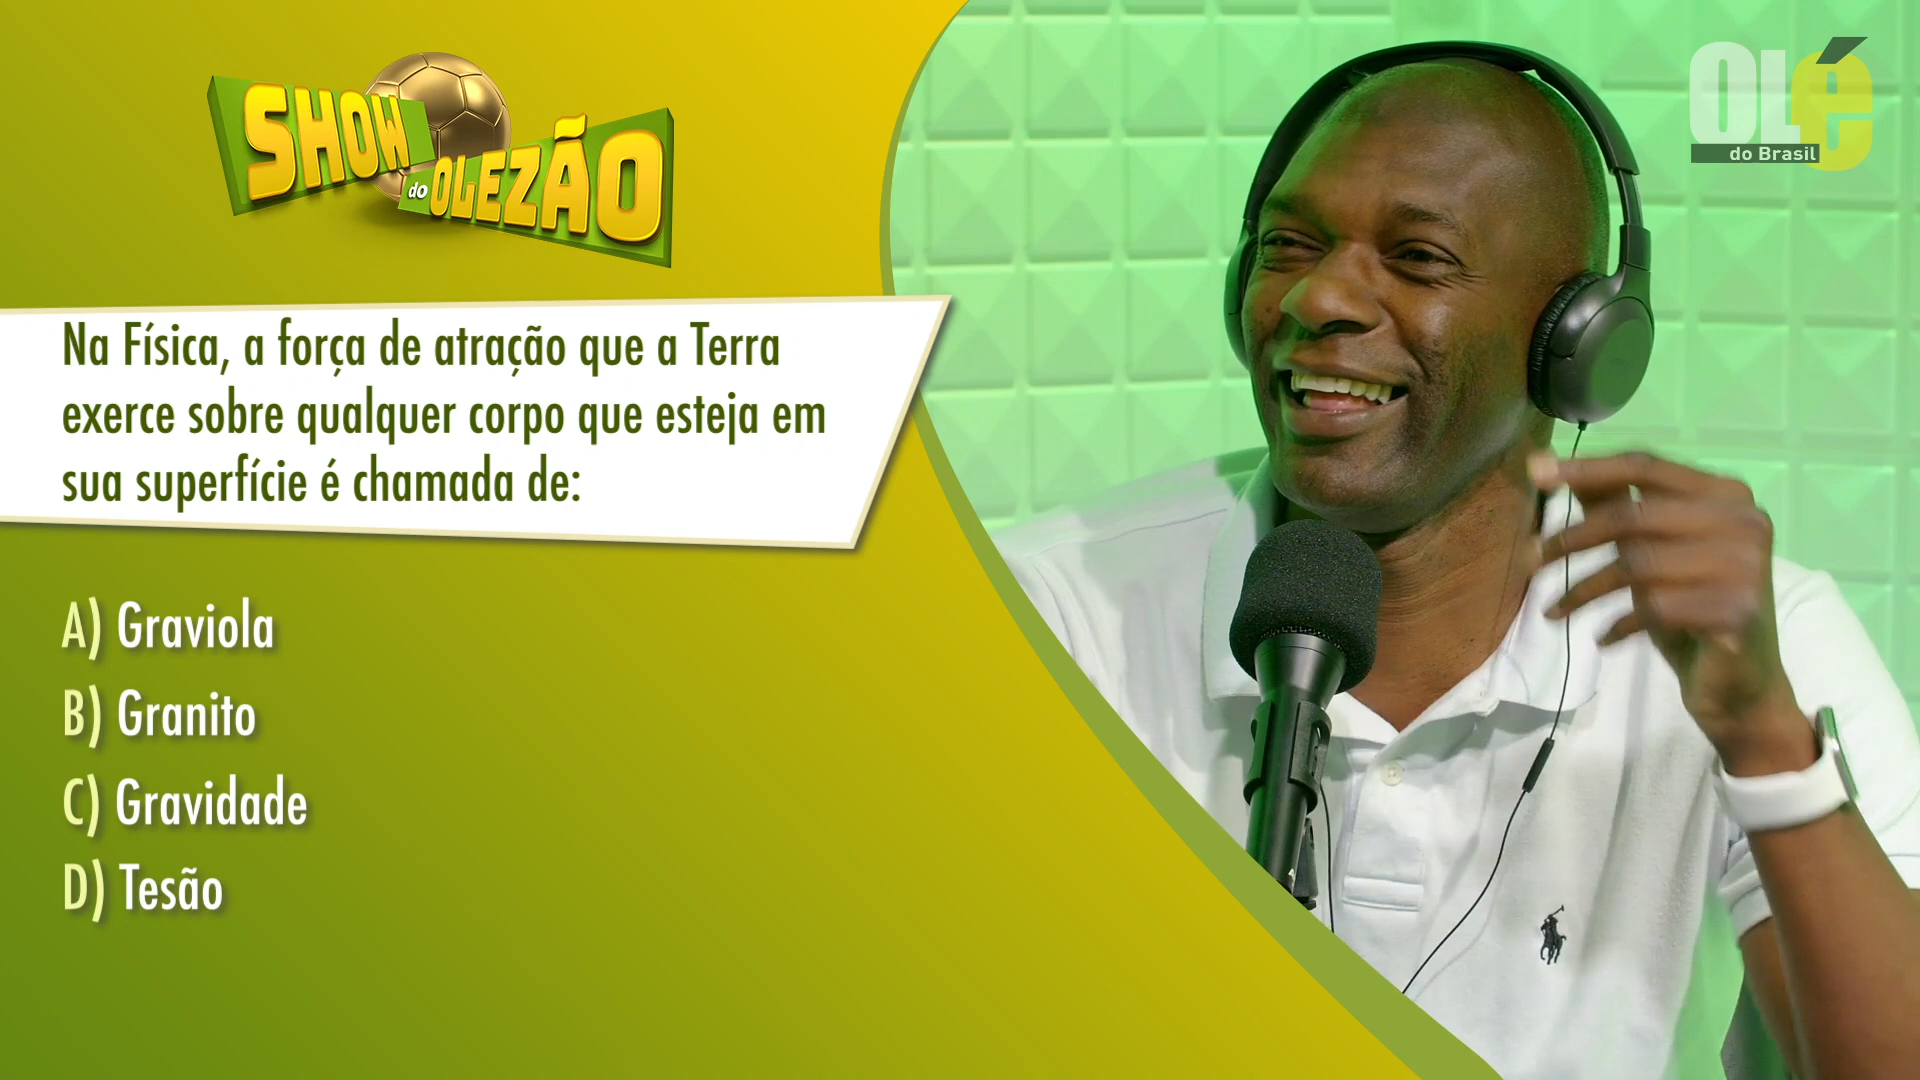 SHOW
do OLEZÃO
OLé
do Brasil
Na Física, a força de atração que a Terra
exerce sobre qualquer corpo que esteja em
sua superfície é chamada de:
A) Graviola
B) Granito
C) Gravidade
D) Tesão